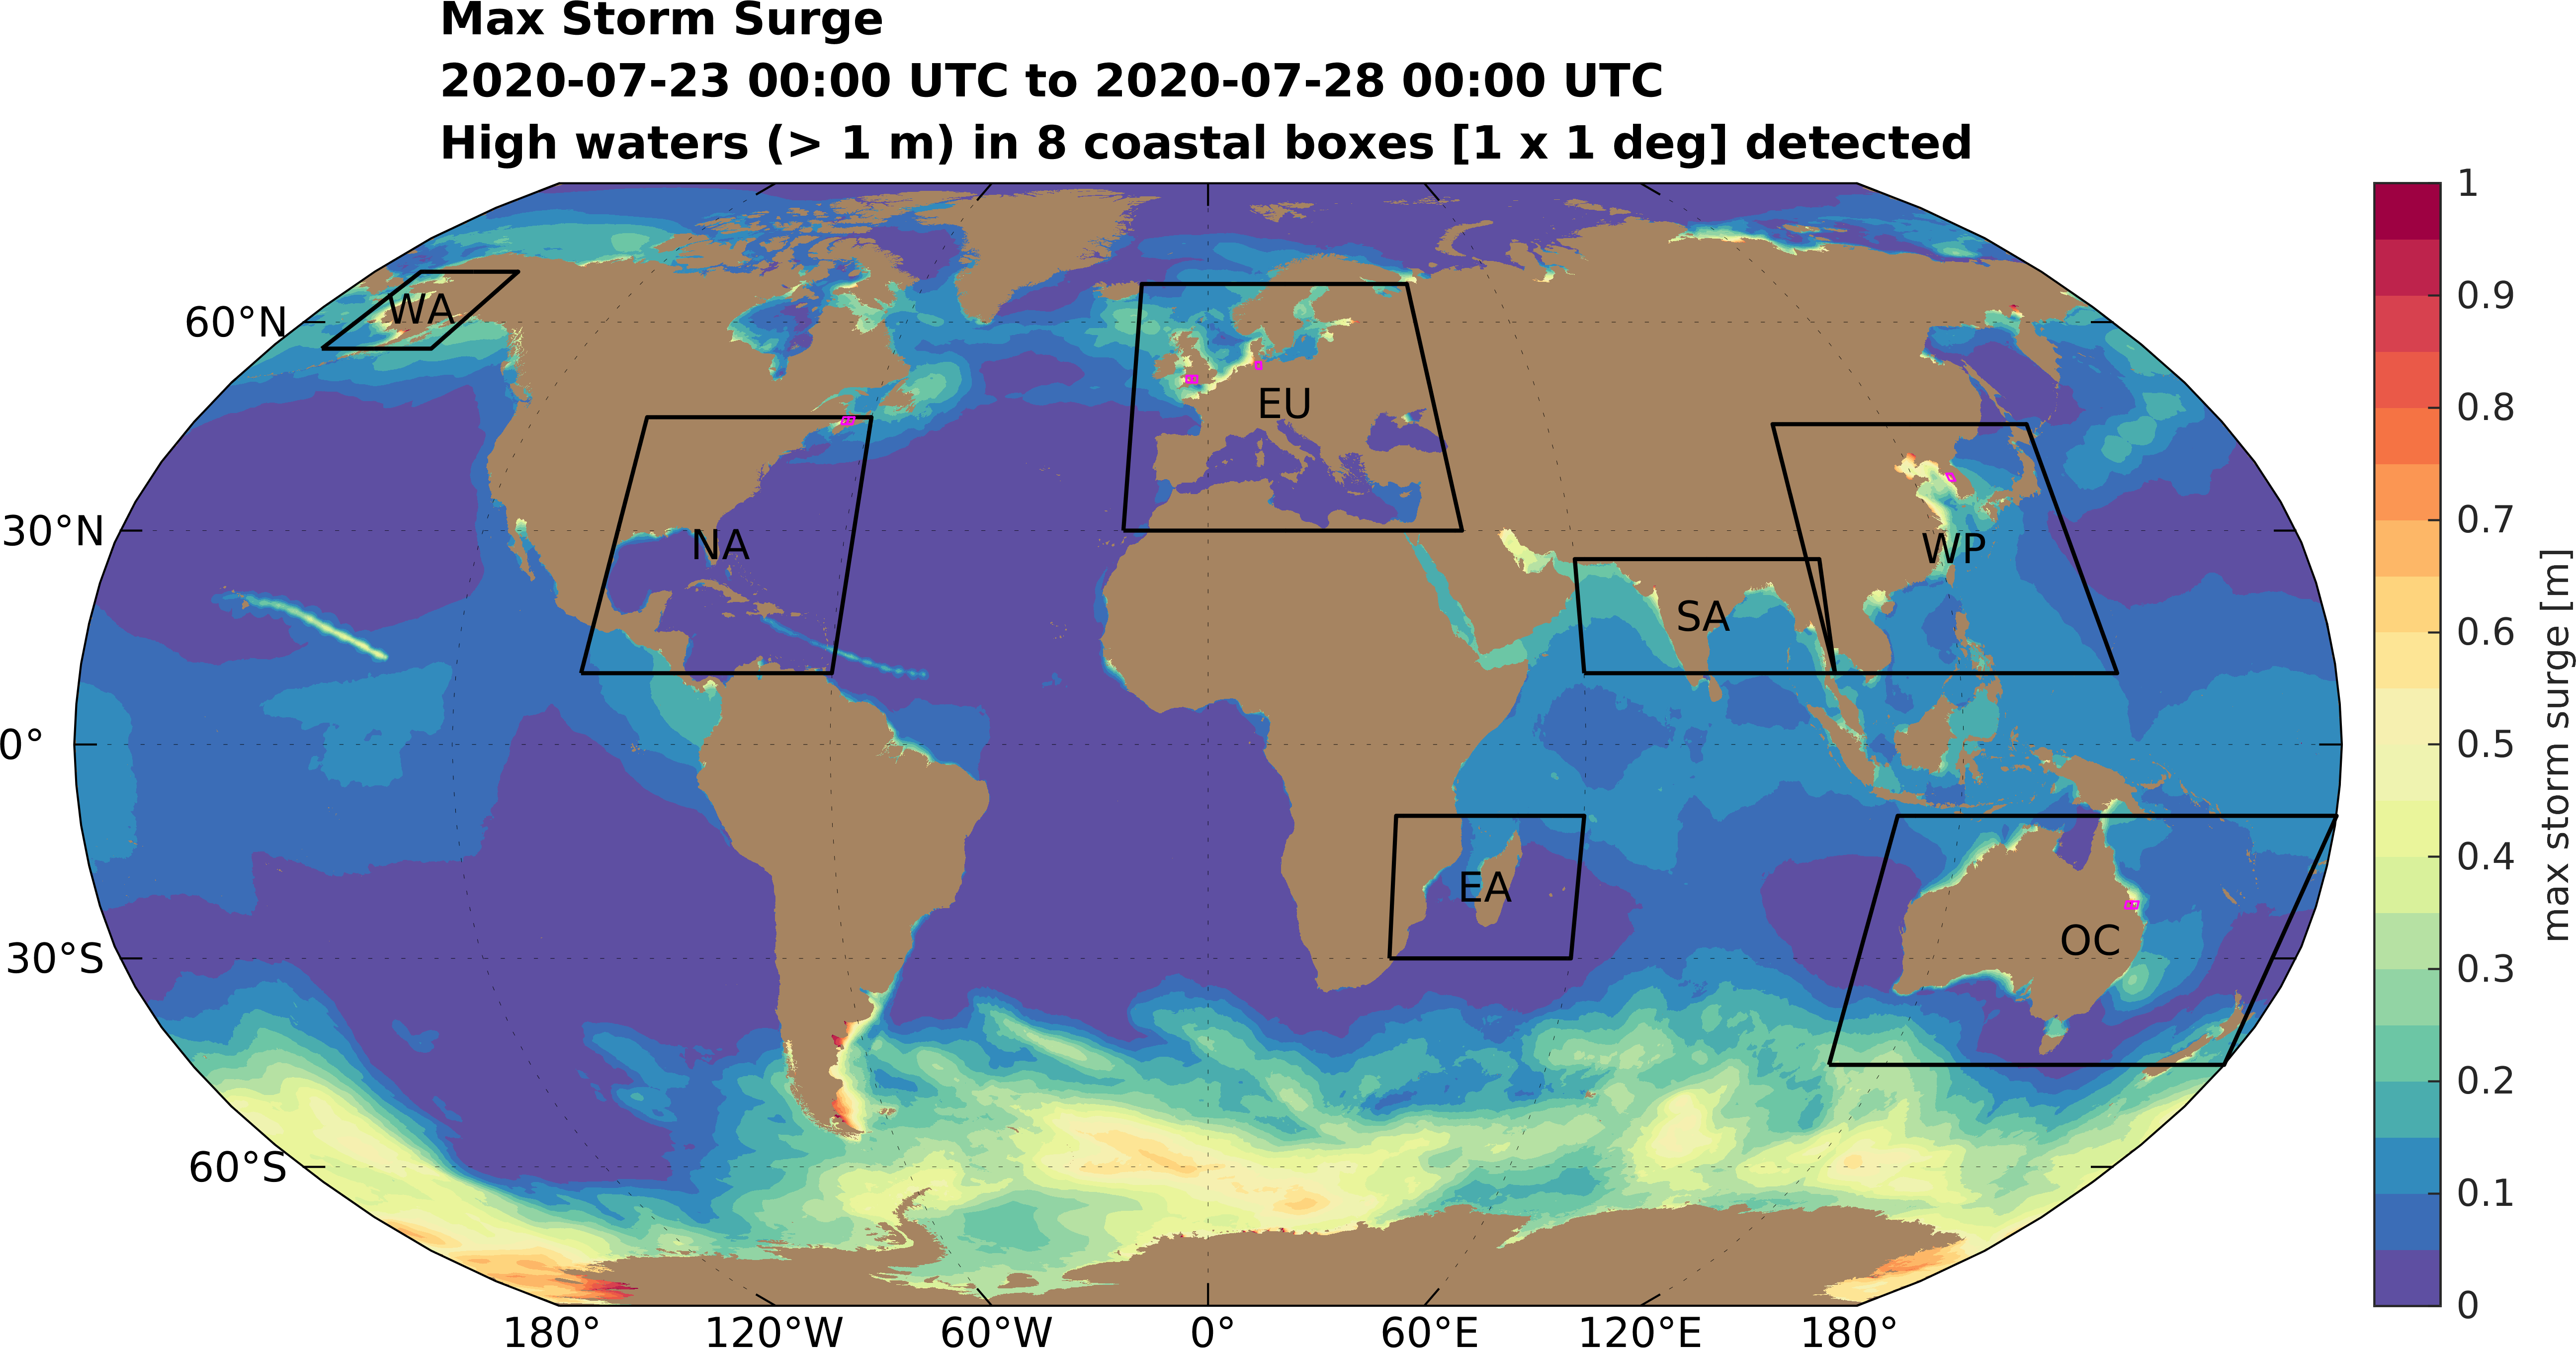 Max Storm Surge
2020-07-23 00:00 UTC to 2020-07-28 00:00 UTC
High waters (> 1 m) in 8 coastal boxes [1 x 1 deg] detected
60°N
30°N
0°
30°S
60°S
WA
NA
EU
SA
WP
EA
OC
180°
120°W
60°W
0°
60°E
120°E
180°
1
0.9
0.8
0.7
0.6
0.5
0.4
0.3
0.2
0.1
0
max storm surge [m]